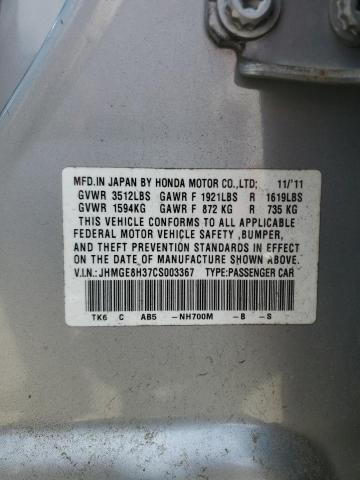 MFD.IN JAPAN BY HONDA MOTOR CO.,LTD; 11/'11
GVWR 3512LBS GAWR F 1921LBS R 1619LBS
GVWR 1594KG GAWR F 872 KG R 735 KG
THIS VEHICLE CONFORMS TO ALL APPLICABLE
FEDERAL MOTOR VEHICLE SAFETY ,BUMPER,
AND THEFT PREVENTION STANDARDS IN EFFECT
ON THE DATE OF MANUFACTURE SHOWN ABOVE.
V.I.N.: JHMGE8H37CS003367 TYPE:PASSENGER CAR
TK6 C AB5 -NH700M -B -S